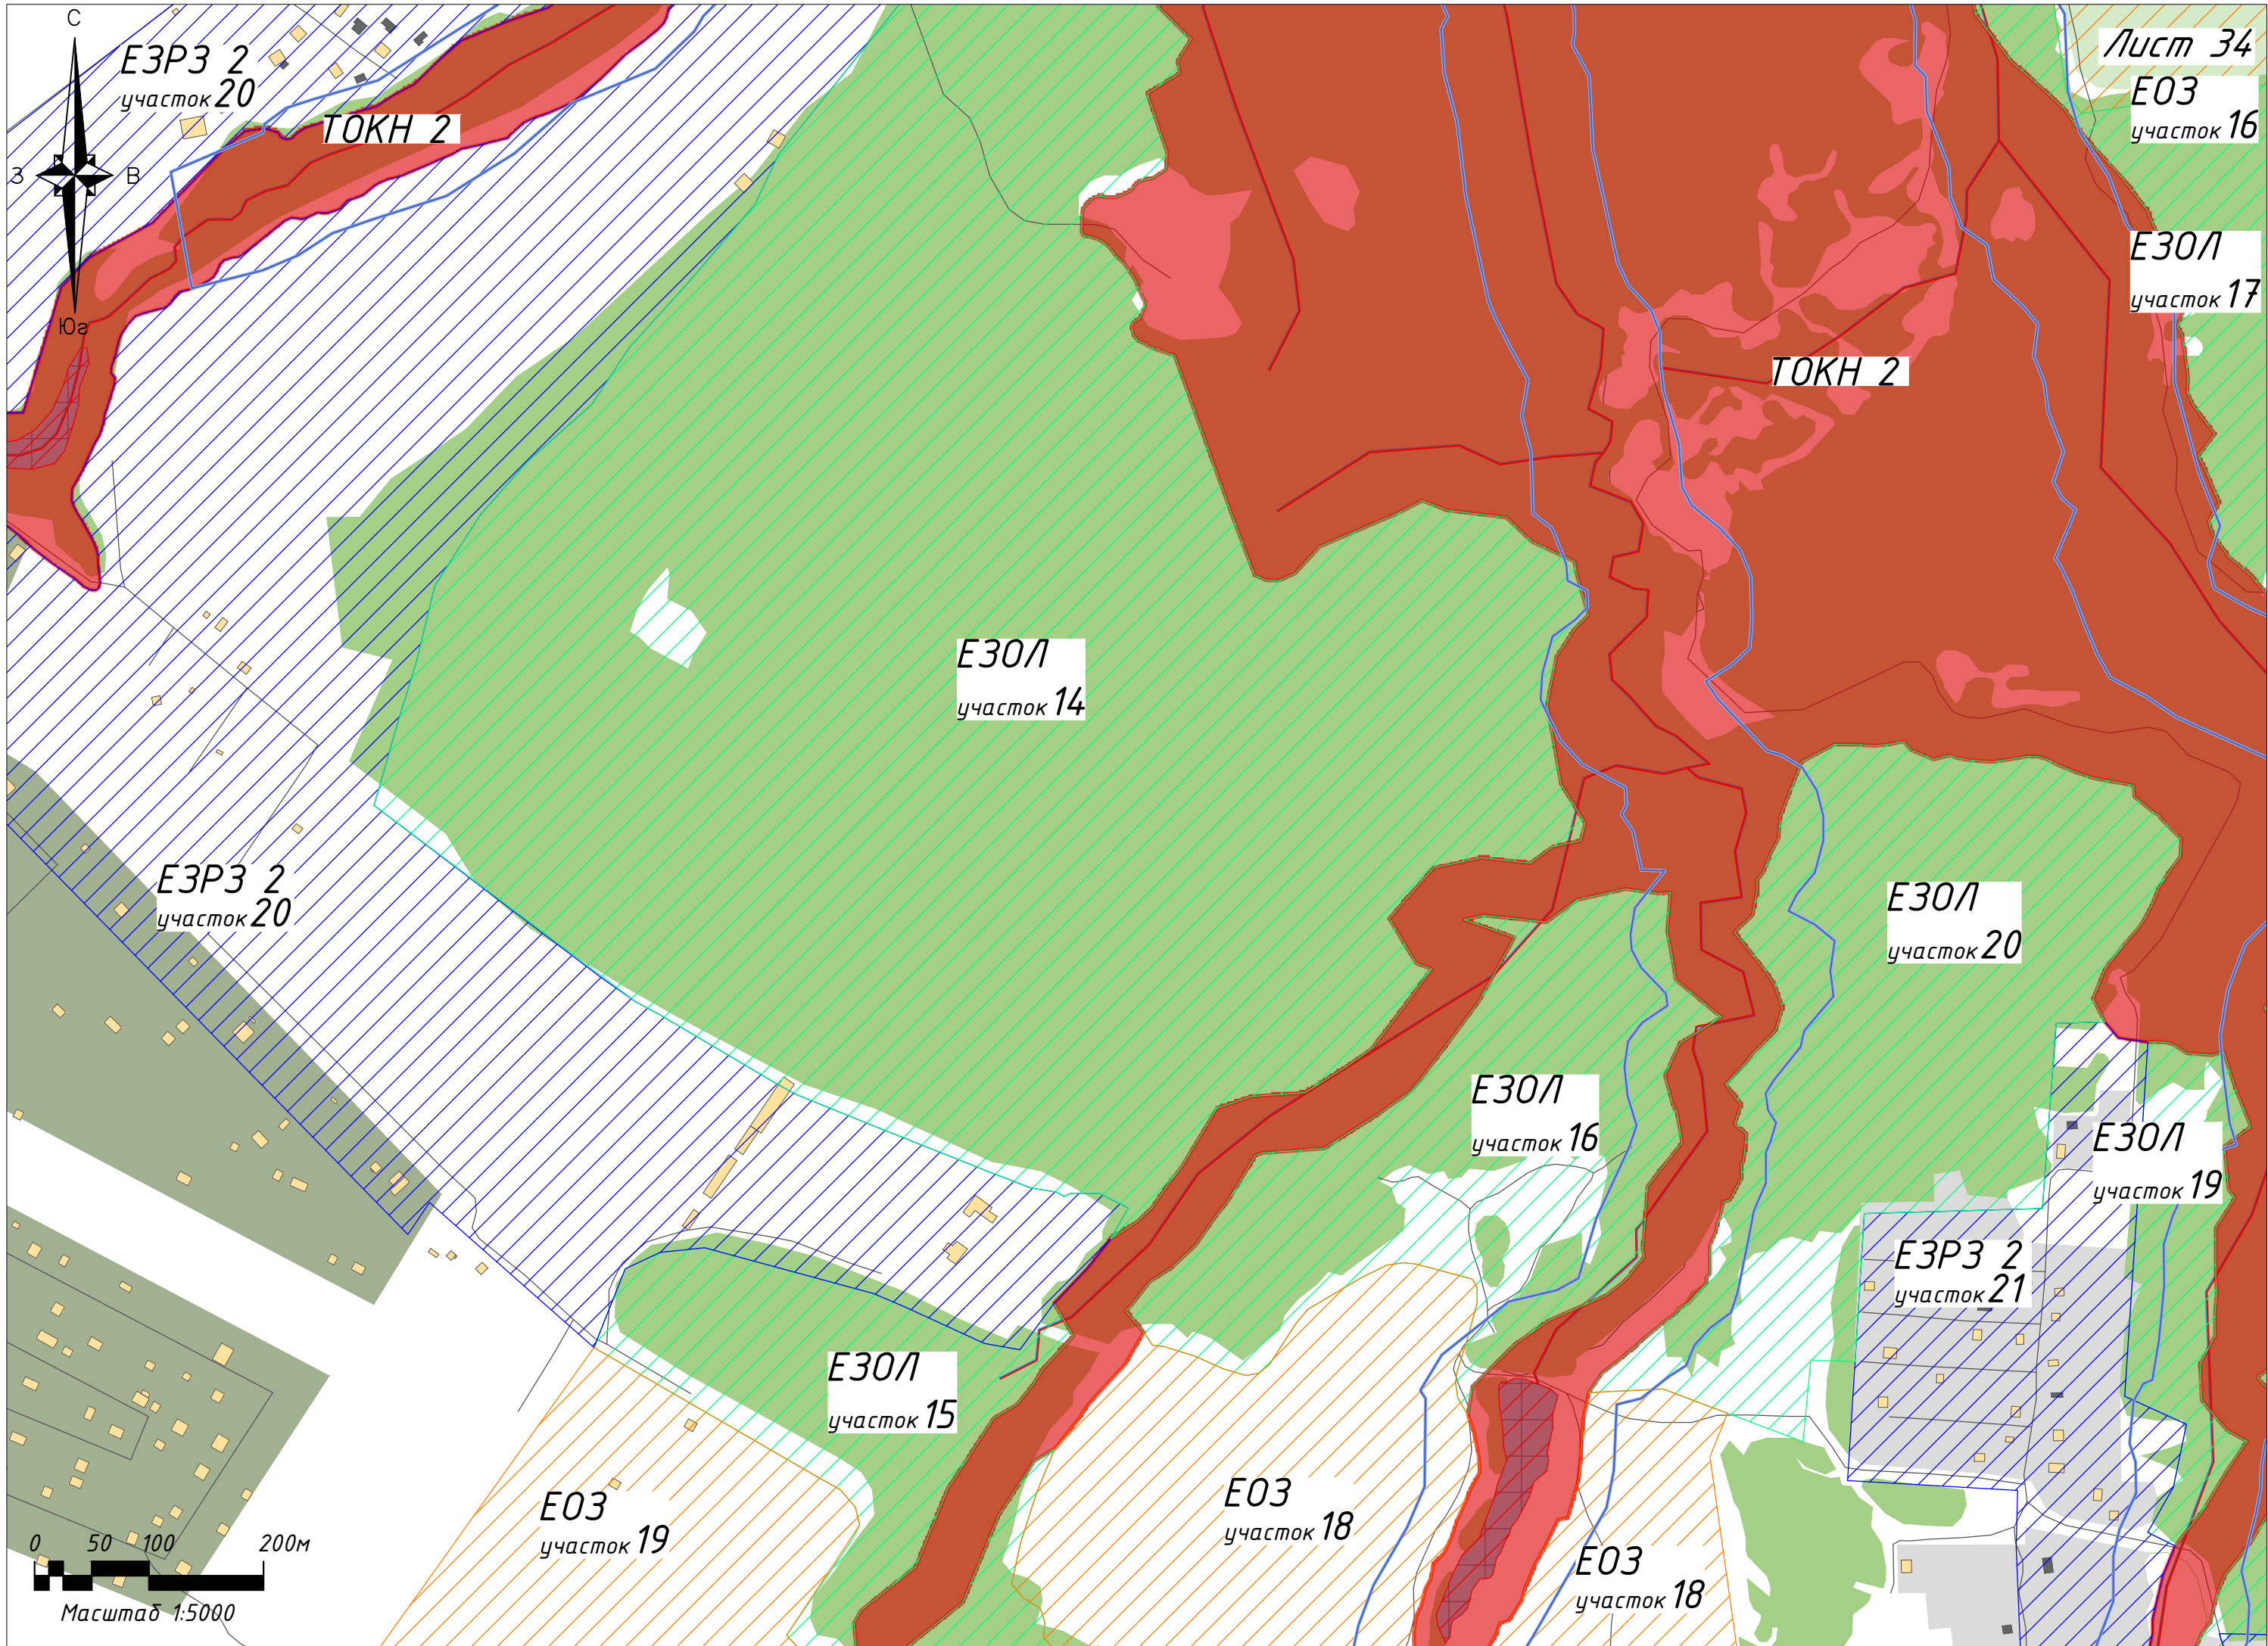 С
З
В
Юг
ЕЗРЗ 2
участок 20
ТОКН 2
Лист 34
ЕОЗ
участок 16
ЕЗОЛ
участок 17
ТОКН 2
ЕЗОЛ
участок 14
ЕЗРЗ 2
участок 20
ЕЗОЛ
участок 20
ЕЗОЛ
участок 16
ЕЗОЛ
участок 19
ЕЗРЗ 2
участок 21
ЕЗОЛ
участок 15
ЕОЗ
участок 19
ЕОЗ
участок 18
ЕОЗ
участок 18
0 50 100 200м
Масштаб 1:5000